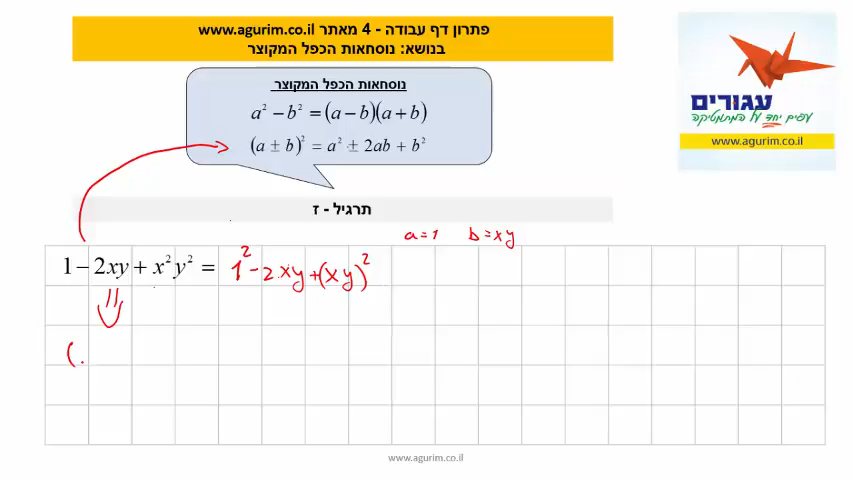 פתרון דף עבודה - 4 מאתר www.agurim.co.il
בנושא: נוסחאות הכפל המקוצר
נוסחאות הכפל המקוצר
a² − b² = (a − b)(a + b)
(a ± b)² = a² ± 2ab + b²
עגורים
עפים יחד על המתמטיקה
www.agurim.co.il
תרגיל - ז
a=1 b=xy
1 − 2xy + x²y² = 1² - 2xy + (xy)²
(
www.agurim.co.il